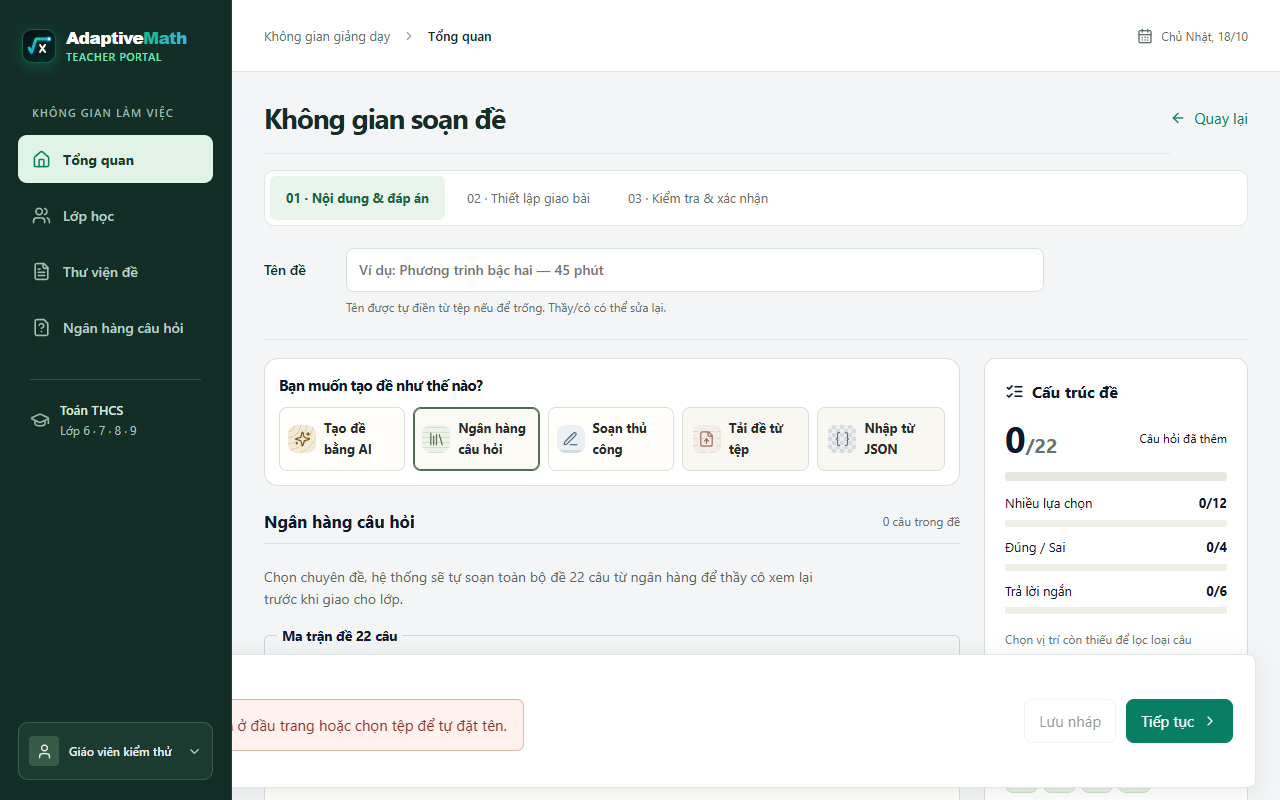 AdaptiveMath
TEACHER PORTAL
KHÔNG GIAN LÀM VIỆC
Tổng quan
Lớp học
Thư viện đề
Ngân hàng câu hỏi
Toán THCS
Lớp 6 · 7 · 8 · 9
Giáo viên kiểm thử
Không gian giảng dạy
Tổng quan
Chủ Nhật, 18/10
Không gian soạn đề
Quay lại
01 · Nội dung & đáp án
02 · Thiết lập giao bài
03 · Kiểm tra & xác nhận
Tên đề
Ví dụ: Phương trình bậc hai — 45 phút
Tên được tự điền từ tệp nếu để trống. Thầy/cô có thể sửa lại.
Bạn muốn tạo đề như thế nào?
Tạo đề
bằng AI
Ngân hàng
câu hỏi
Soạn thủ
công
Tải đề từ
tệp
Nhập từ
JSON
Ngân hàng câu hỏi
0 câu trong đề
Chọn chuyên đề, hệ thống sẽ tự soạn toàn bộ đề 22 câu từ ngân hàng để thầy cô xem lại
trước khi giao cho lớp.
Ma trận đề 22 câu
Cấu trúc đề
0/22
Câu hỏi đã thêm
Nhiều lựa chọn
0/12
Đúng / Sai
0/4
Trả lời ngắn
0/6
Chọn vị trí còn thiếu để lọc loại câu
ở đầu trang hoặc chọn tệp để tự đặt tên.
Lưu nháp
Tiếp tục